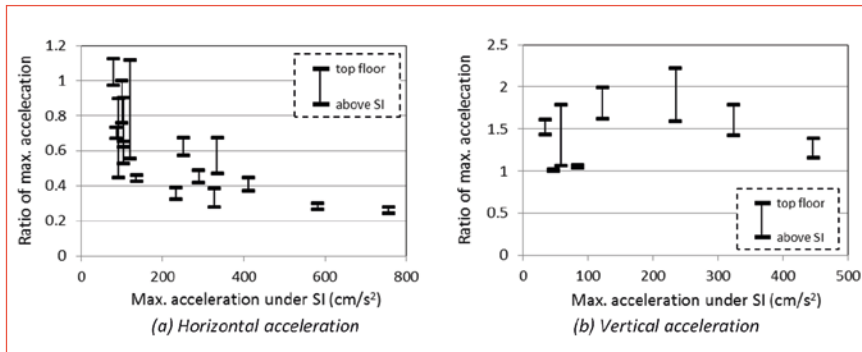 1.2
1
0.8
0.6
0.4
0.2
0
Ratio of max. accelecation
top floor
above SI
0 200 400 600 800
Max. acceleration under SI (cm/s²)
(a) Horizontal acceleration
2.5
2
1.5
1
0.5
0
Ratio of max. acceleration
top floor
above SI
0 100 200 300 400 500
Max. acceleration under SI (cm/s²)
(b) Vertical acceleration